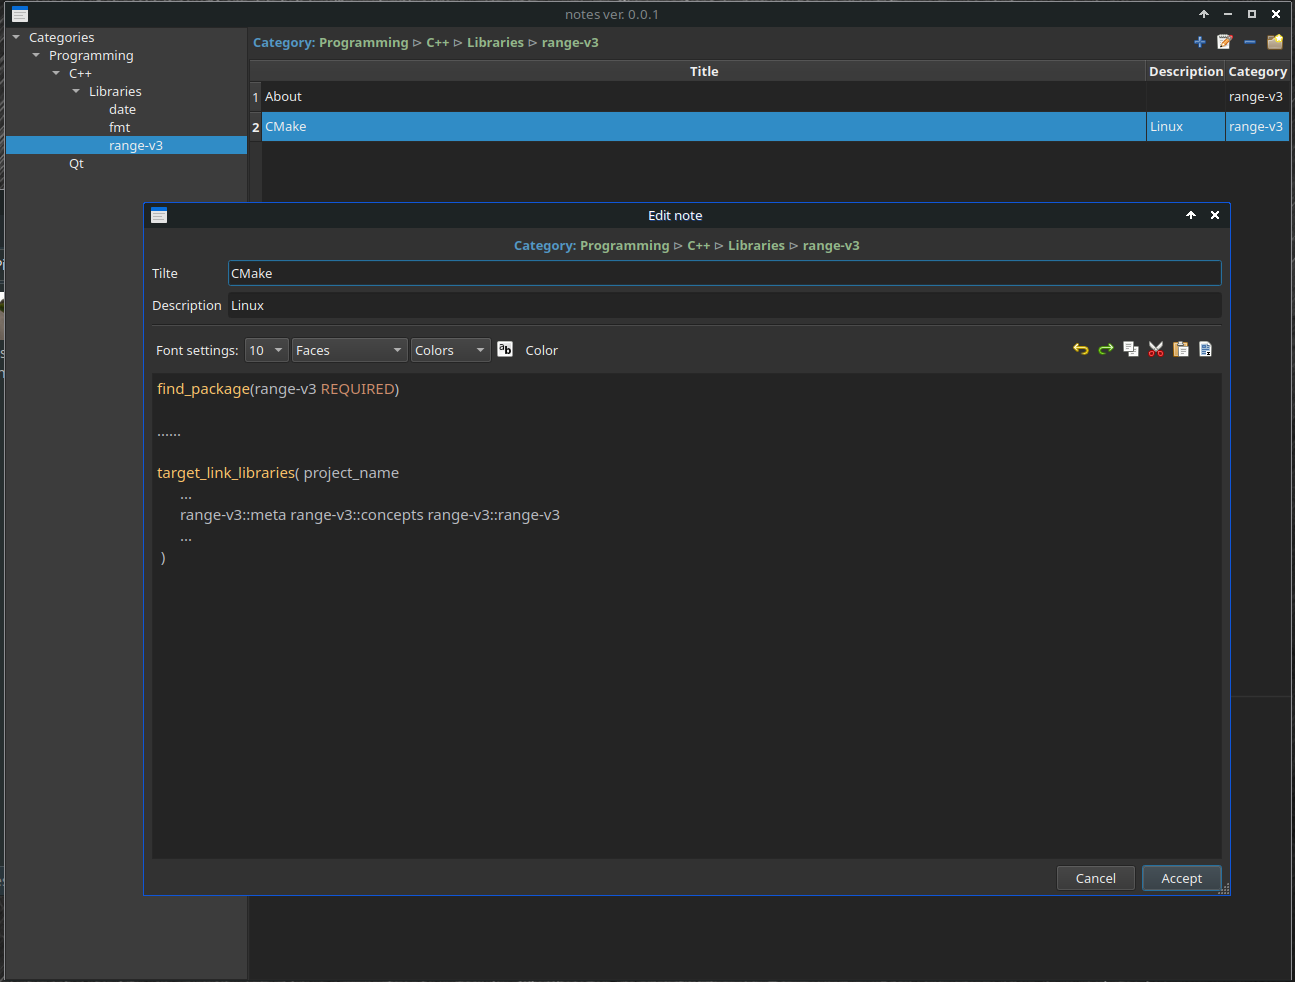 notes ver. 0.0.1
Categories
Programming
C++
Libraries
date
fmt
range-v3
Qt
Category: Programming ▷ C++ ▷ Libraries ▷ range-v3
Title Description Category
1 About range-v3
2 CMake Linux range-v3
Edit note
Category: Programming ▷ C++ ▷ Libraries ▷ range-v3
Tilte CMake
Description Linux
Font settings: 10 Faces Colors ab Color
find_package(range-v3 REQUIRED)
......
target_link_libraries( project_name
...
range-v3::meta range-v3::concepts range-v3::range-v3
...
)
Cancel Accept